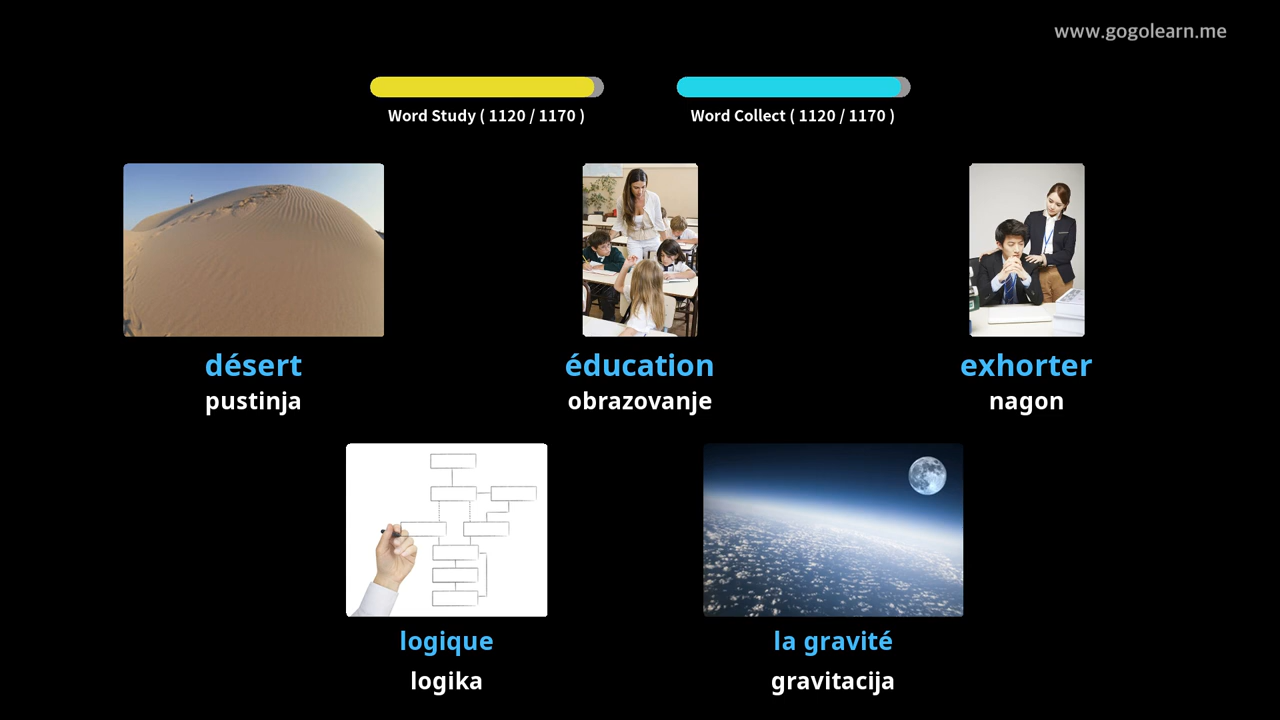 www.gogolearn.me
Word Study ( 1120 / 1170 )
Word Collect ( 1120 / 1170 )
désert
éducation
exhorter
pustinja
obrazovanje
nagon
logique
la gravité
logika
gravitacija